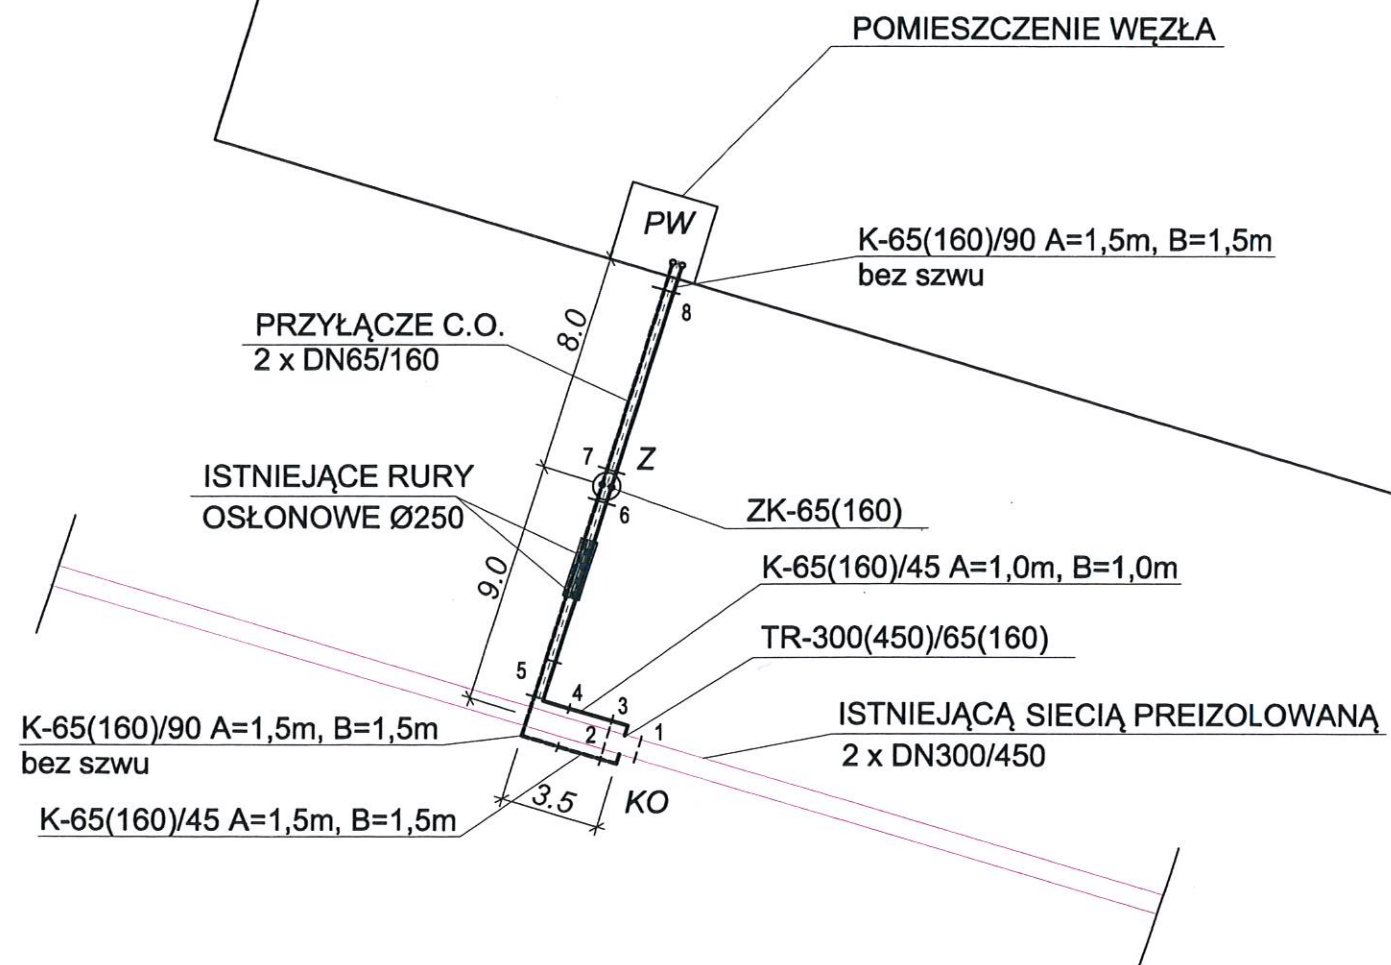 POMIESZCZENIE WĘZŁA
PW
K-65(160)/90 A=1,5m, B=1,5m
bez szwu
8
PRZYŁĄCZE C.O.
2 x DN65/160
8.0
7
Z
ISTNIEJĄCE RURY
OSŁONOWE Ø250
6
ZK-65(160)
9.0
K-65(160)/45 A=1,0m, B=1,0m
TR-300(450)/65(160)
5
4
3
1
2
ISTNIEJĄCĄ SIECIĄ PREIZOLOWANĄ
2 x DN300/450
K-65(160)/90 A=1,5m, B=1,5m
bez szwu
3.5
KO
K-65(160)/45 A=1,5m, B=1,5m